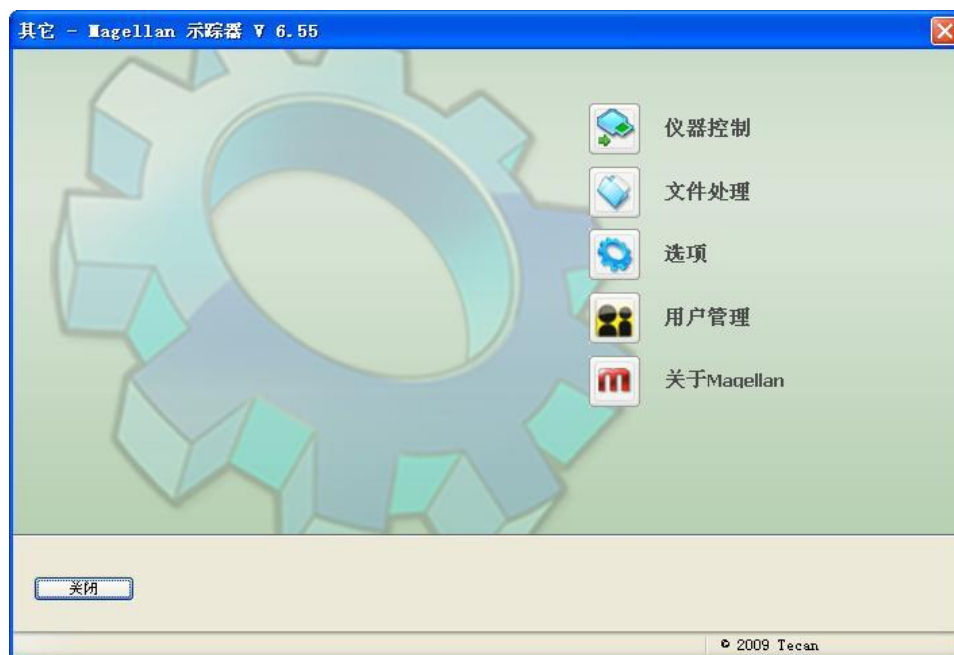 其它 - Magellan 示踪器 V 6.55
仪器控制
文件处理
选项
用户管理
关于Magellan
关闭
© 2009 Tecan